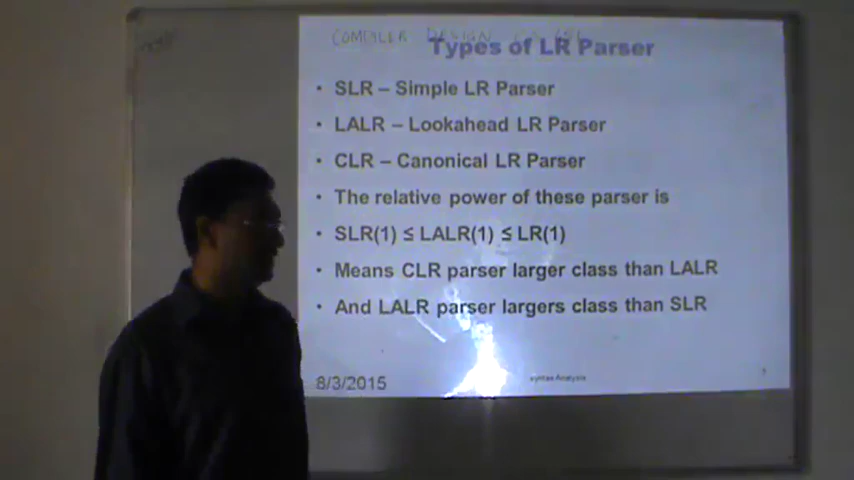 COMPILER DESIGN
Types of LR Parser
• SLR – Simple LR Parser
• LALR – Lookahead LR Parser
• CLR – Canonical LR Parser
• The relative power of these parser is
• SLR(1) ≤ LALR(1) ≤ LR(1)
• Means CLR parser larger class than LALR
• And LALR parser largers class than SLR
8/3/2015
syntax Analysis